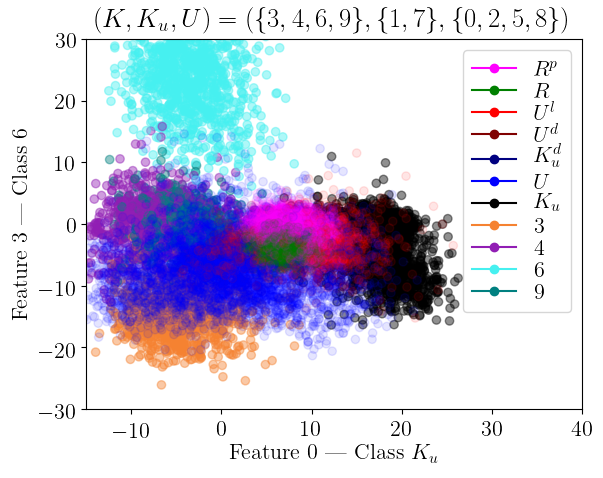 (K, K_u, U) = ({3, 4, 6, 9}, {1, 7}, {0, 2, 5, 8})
30
20
10
0
−10
−20
−30
Feature 3 — Class 6
−10
0
10
20
30
40
Feature 0 — Class K_u
R^p
R
U^l
U^d
K_u^d
U
K_u
3
4
6
9